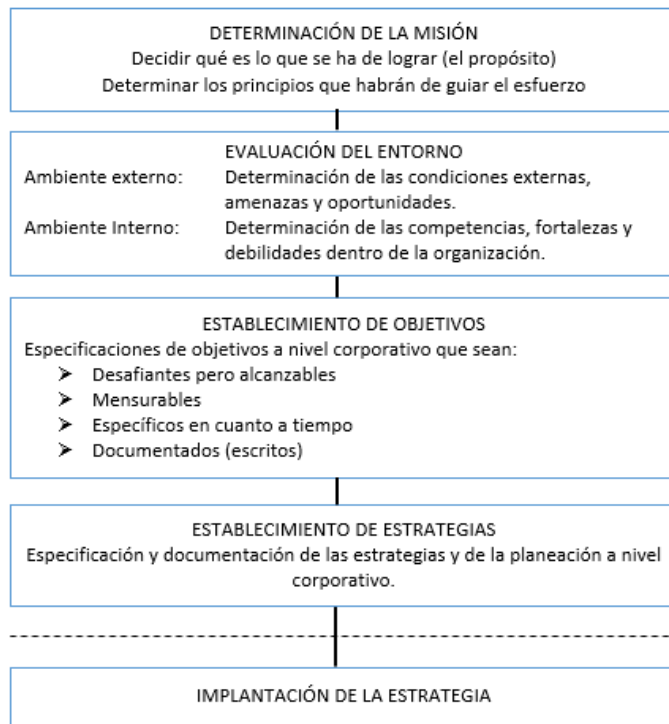 DETERMINACIÓN DE LA MISIÓN
Decidir qué es lo que se ha de lograr (el propósito)
Determinar los principios que habrán de guiar el esfuerzo
EVALUACIÓN DEL ENTORNO
Ambiente externo: Determinación de las condiciones externas,
amenazas y oportunidades.
Ambiente Interno: Determinación de las competencias, fortalezas y
debilidades dentro de la organización.
ESTABLECIMIENTO DE OBJETIVOS
Especificaciones de objetivos a nivel corporativo que sean:
➤ Desafiantes pero alcanzables
➤ Mensurables
➤ Específicos en cuanto a tiempo
➤ Documentados (escritos)
ESTABLECIMIENTO DE ESTRATEGIAS
Especificación y documentación de las estrategias y de la planeación a nivel
corporativo.
IMPLANTACIÓN DE LA ESTRATEGIA